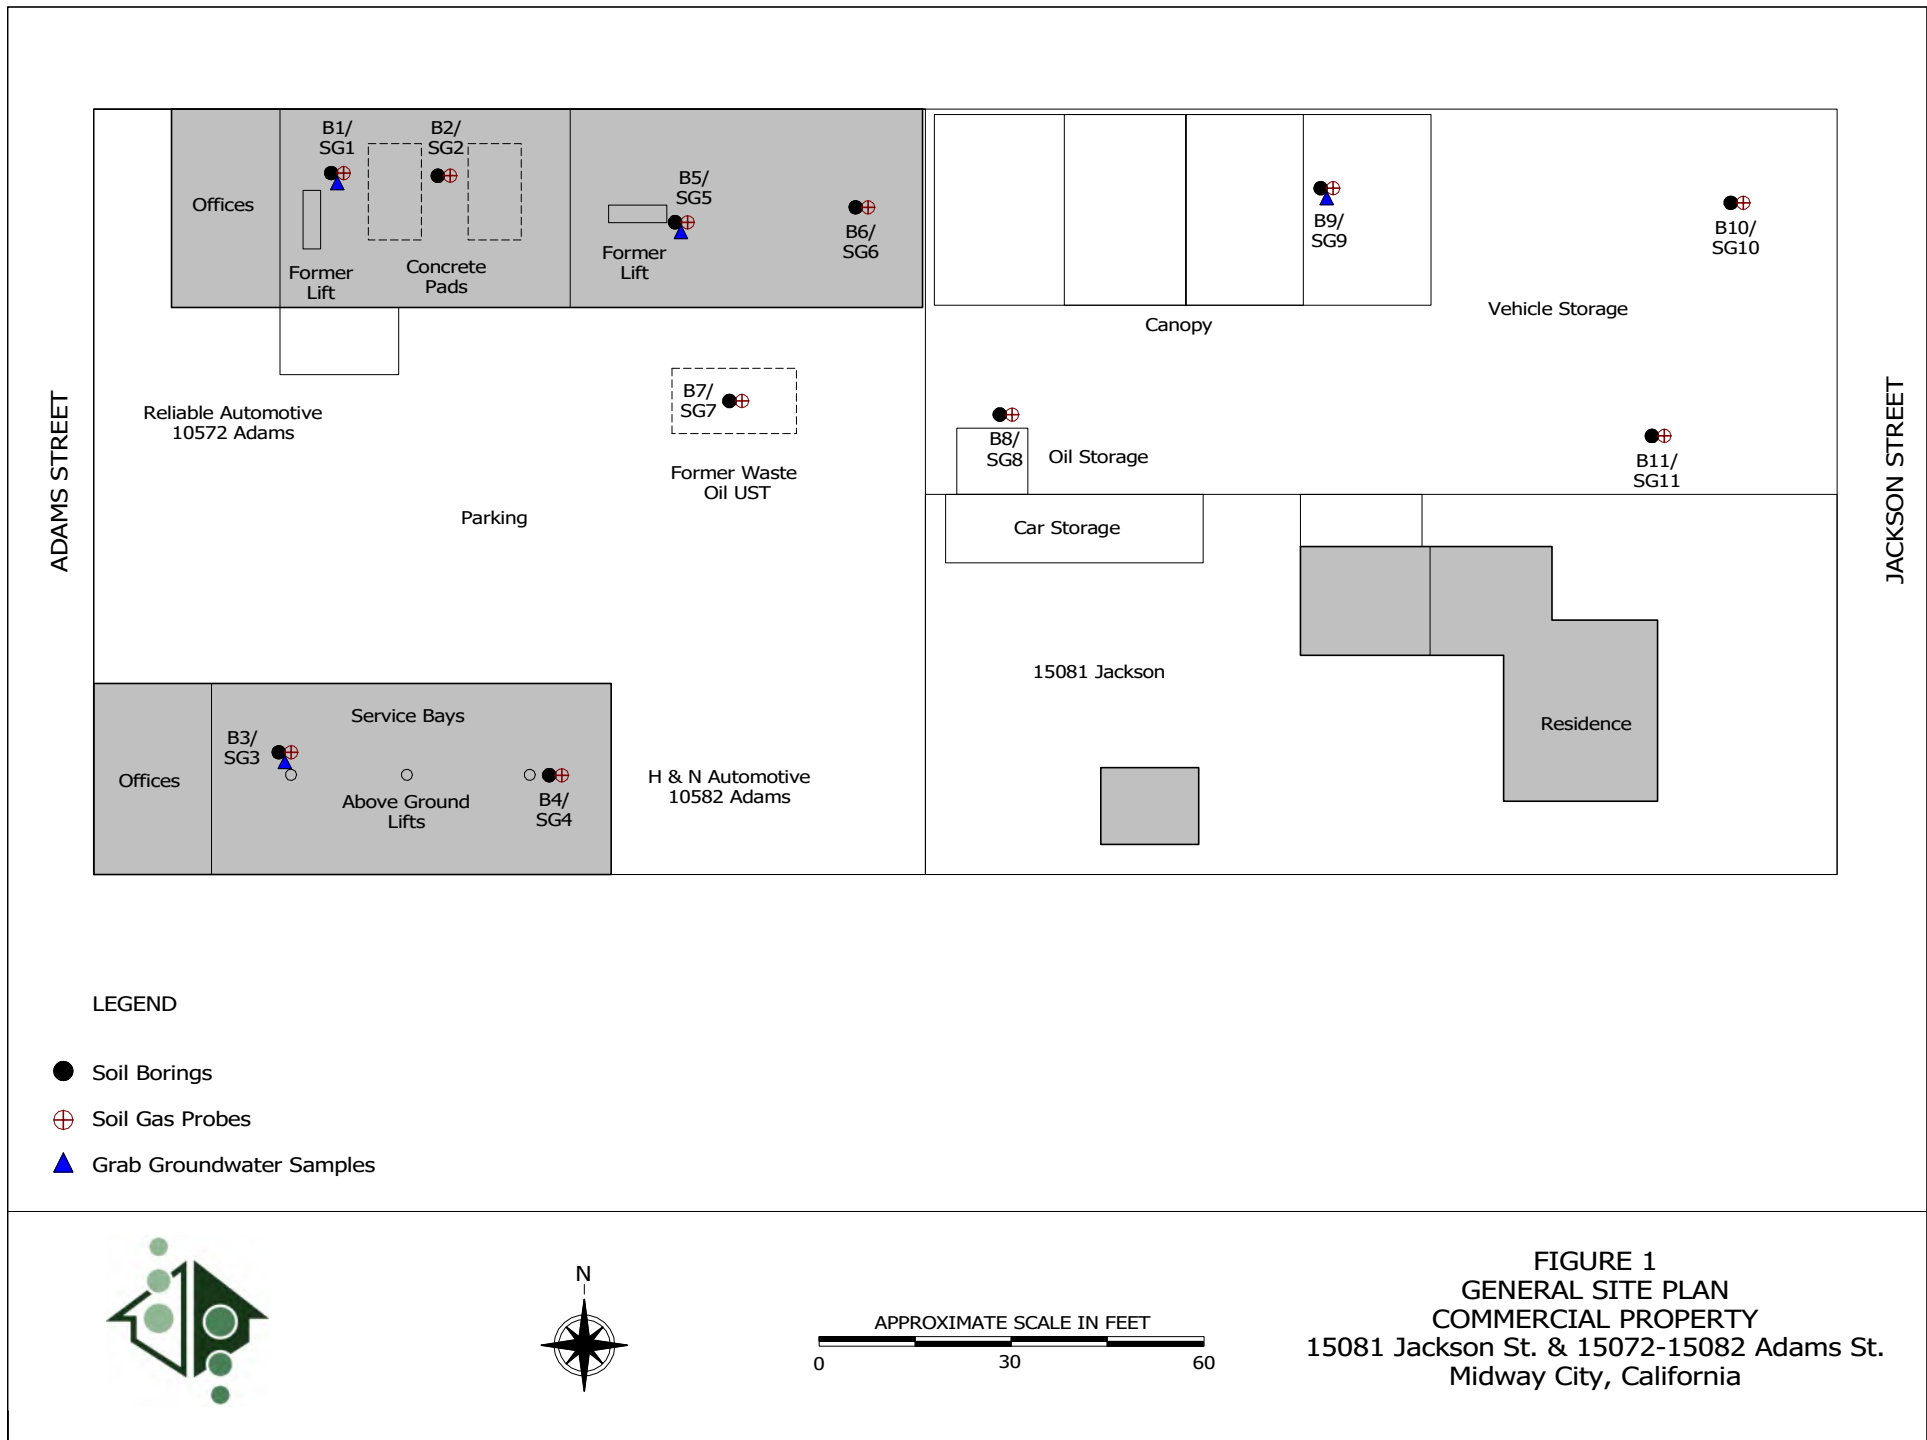 B1/
SG1
B2/
SG2
Offices
Former
Lift
Concrete
Pads
B5/
SG5
Former
Lift
B6/
SG6
B9/
SG9
B10/
SG10
Canopy
Vehicle Storage
ADAMS STREET
Reliable Automotive
10572 Adams
B7/
SG7
Former Waste
Oil UST
Parking
B8/
SG8
Oil Storage
B11/
SG11
JACKSON STREET
Car Storage
15081 Jackson
Residence
Service Bays
B3/
SG3
Offices
Above Ground
Lifts
B4/
SG4
H & N Automotive
10582 Adams
LEGEND
Soil Borings
Soil Gas Probes
Grab Groundwater Samples
N
APPROXIMATE SCALE IN FEET
0 30 60
FIGURE 1
GENERAL SITE PLAN
COMMERCIAL PROPERTY
15081 Jackson St. & 15072-15082 Adams St.
Midway City, California